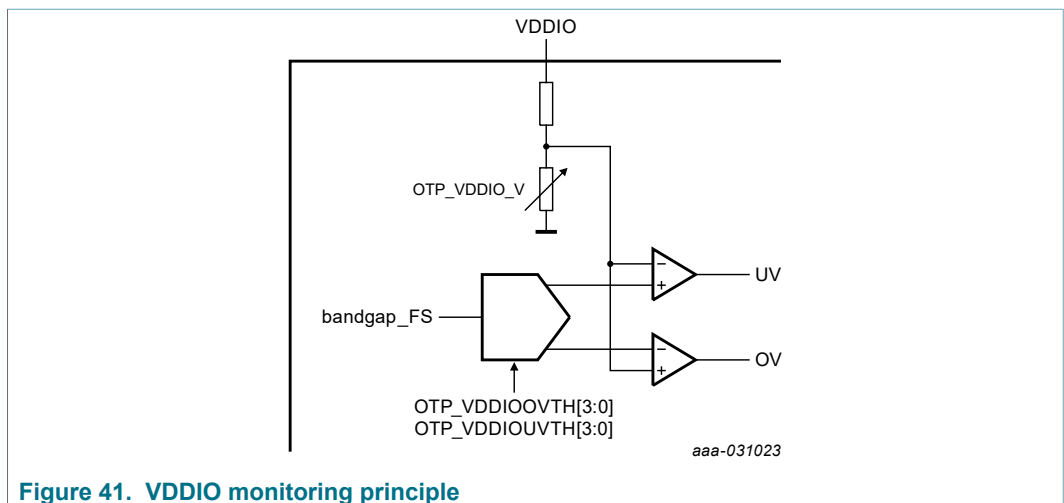 VDDIO
OTP_VDDIO_V
−
+
UV
bandgap_FS
−
+
OV
OTP_VDDIOOVTH[3:0]
OTP_VDDIOUVTH[3:0]
aaa-031023
Figure 41. VDDIO monitoring principle